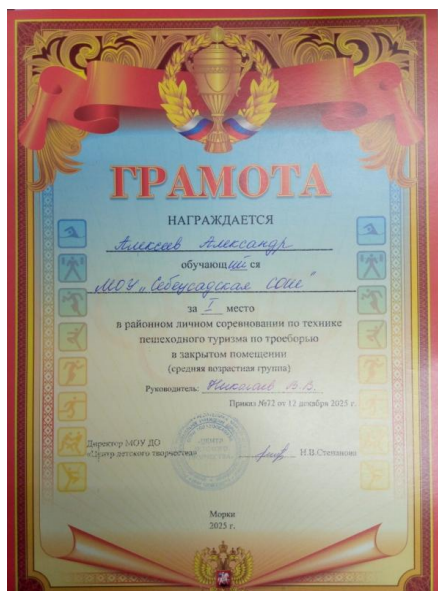 ГРАМОТА
НАГРАЖДАЕТСЯ
Алексеев Александр
обучающийся
МОУ „Себеусадская СОШ"
за I место
в районном личном соревновании по технике
пешеходного туризма по троеборью
в закрытом помещении
(средняя возрастная группа)
Руководитель: Николаев В.В.
Приказ №72 от 12 декабря 2025 г.
Директор МОУ ДО
«Центр детского творчества» И.П.Степанова
Морки
2025 г.